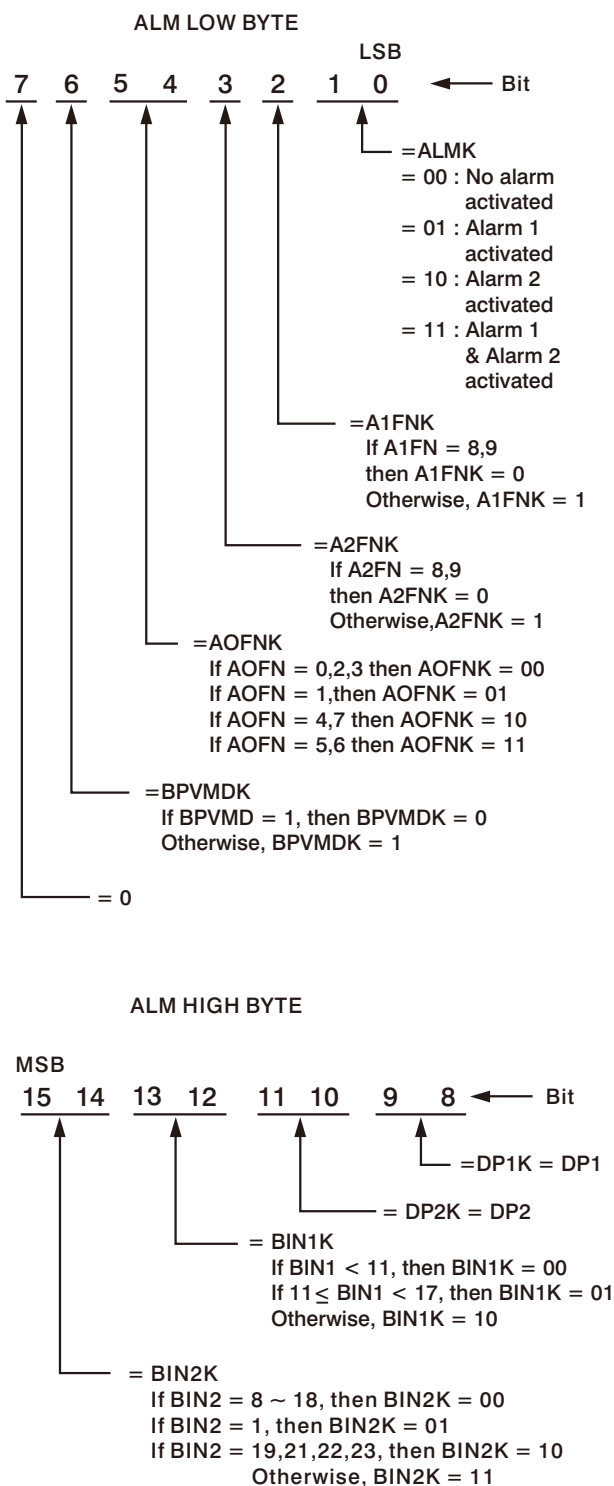 ALM LOW BYTE
LSB
7 6 5 4 3 2 1 0 Bit
=ALMK
= 00 : No alarm
activated
= 01 : Alarm 1
activated
= 10 : Alarm 2
activated
= 11 : Alarm 1
& Alarm 2
activated
=A1FNK
If A1FN = 8,9
then A1FNK = 0
Otherwise, A1FNK = 1
=A2FNK
If A2FN = 8,9
then A2FNK = 0
Otherwise,A2FNK = 1
=AOFNK
If AOFN = 0,2,3 then AOFNK = 00
If AOFN = 1,then AOFNK = 01
If AOFN = 4,7 then AOFNK = 10
If AOFN = 5,6 then AOFNK = 11
=BPVMDK
If BPVMD = 1, then BPVMDK = 0
Otherwise, BPVMDK = 1
= 0
ALM HIGH BYTE
MSB
15 14 13 12 11 10 9 8 Bit
=DP1K = DP1
= DP2K = DP2
= BIN1K
If BIN1 < 11, then BIN1K = 00
If 11≤ BIN1 < 17, then BIN1K = 01
Otherwise, BIN1K = 10
= BIN2K
If BIN2 = 8 ~ 18, then BIN2K = 00
If BIN2 = 1, then BIN2K = 01
If BIN2 = 19,21,22,23, then BIN2K = 10
Otherwise, BIN2K = 11